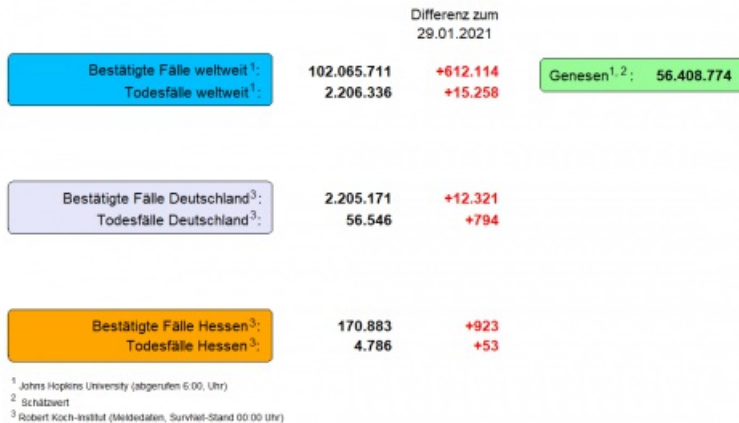 Differenz zum
29.01.2021
Bestätigte Fälle weltweit¹: 102.065.711 +612.114 Genesen¹,²: 56.408.774
Todesfälle weltweit¹: 2.206.336 +15.258
Bestätigte Fälle Deutschland³: 2.205.171 +12.321
Todesfälle Deutschland³: 56.546 +794
Bestätigte Fälle Hessen³: 170.883 +923
Todesfälle Hessen³: 4.786 +53
¹ Johns Hopkins University (abgerufen 6:00, Uhr)
² Schätzwert
³ Robert Koch-Institut (Meldedaten, SurvNet-Stand 00:00 Uhr)